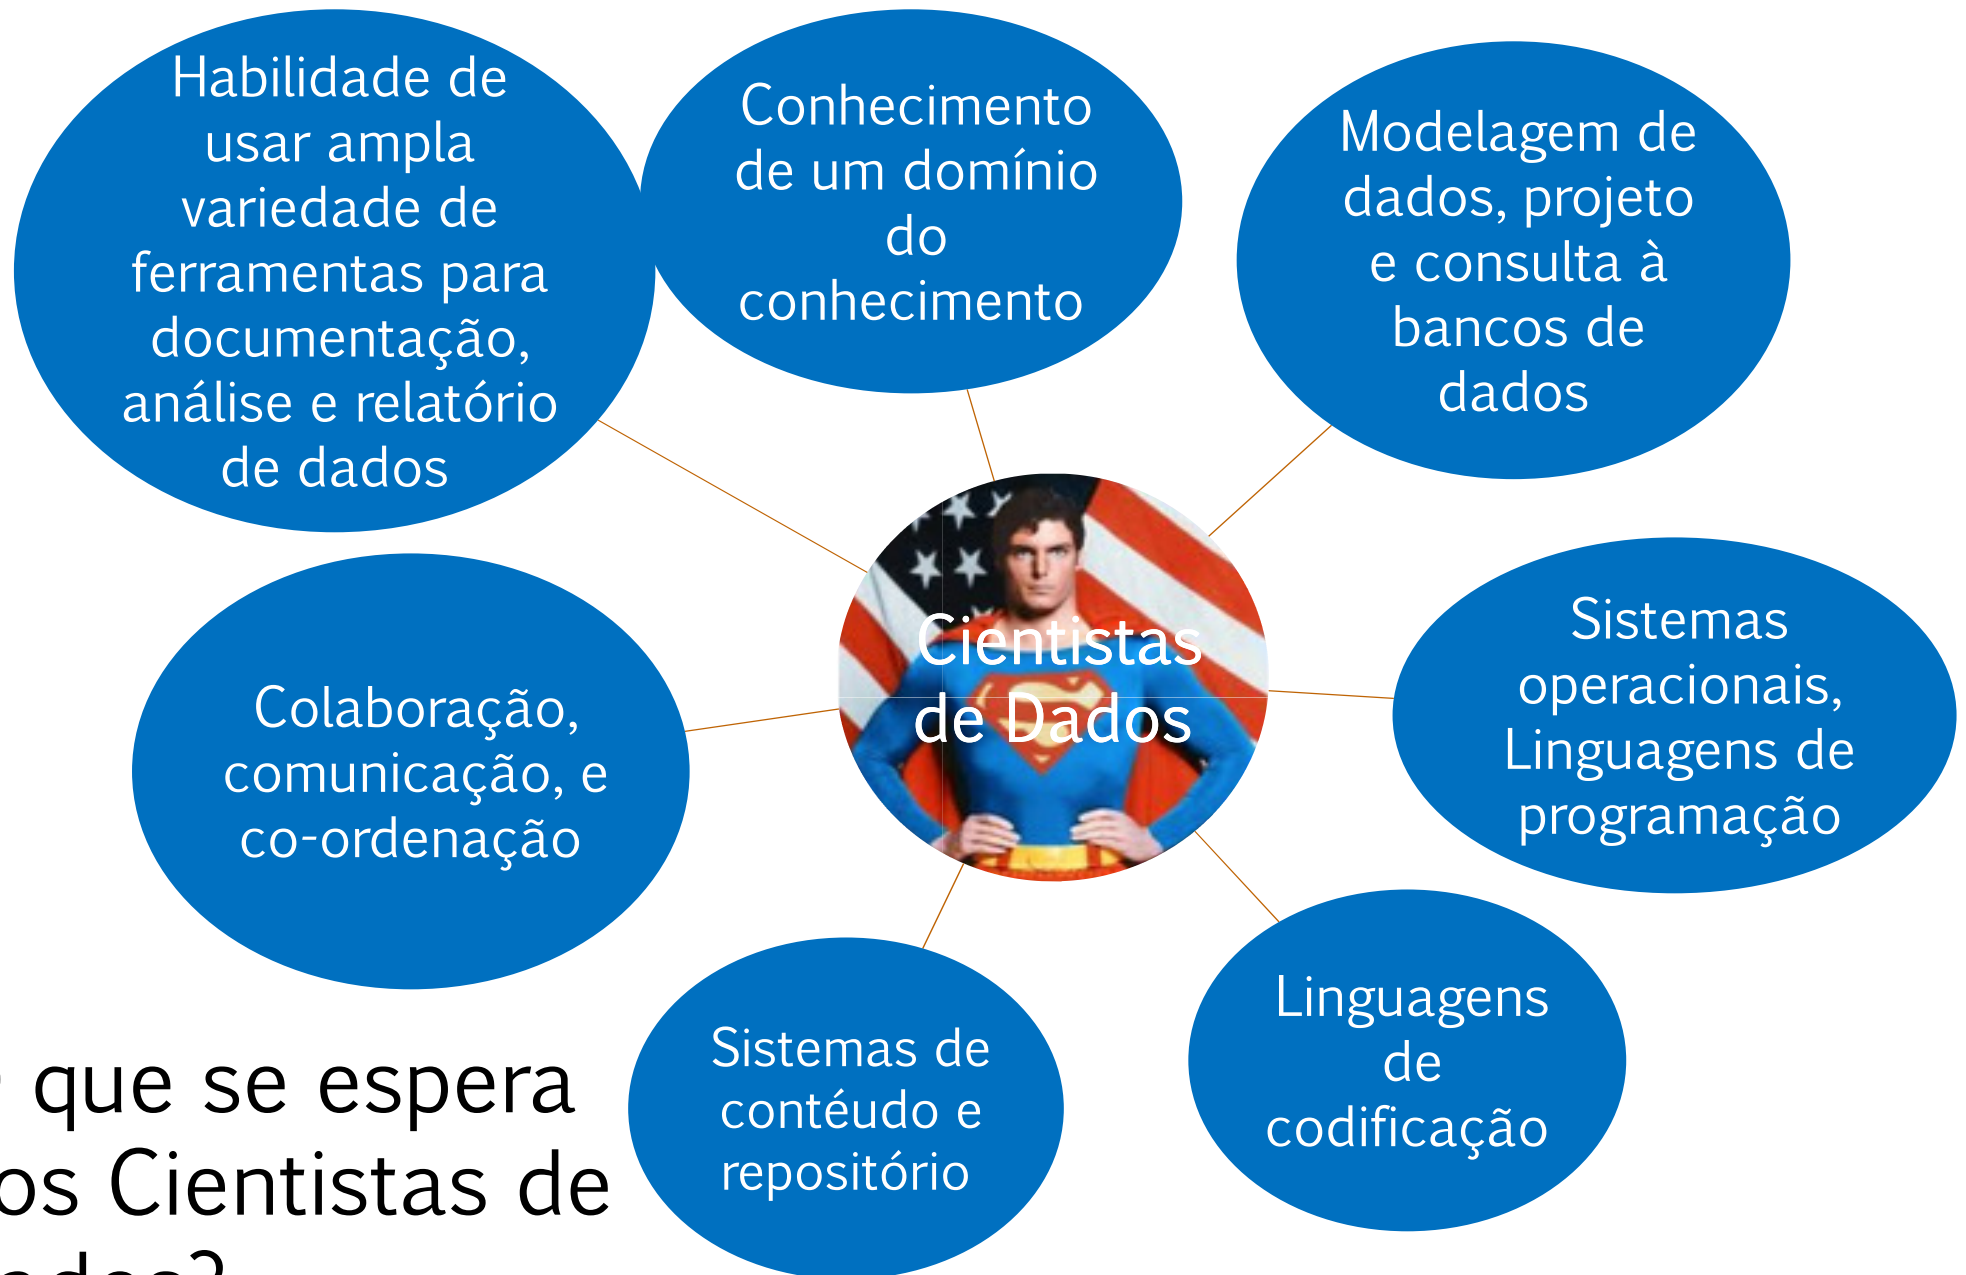 Habilidade de
usar ampla
variedade de
ferramentas para
documentação,
análise e relatório
de dados
Conhecimento
de um domínio
do
conhecimento
Modelagem de
dados, projeto
e consulta à
bancos de
dados
Cientistas
de Dados
Sistemas
operacionais,
Linguagens de
programação
Colaboração,
comunicação, e
co-ordenação
Linguagens
de
codificação
Sistemas de
contéudo e
repositório
que se espera
os Cientistas de